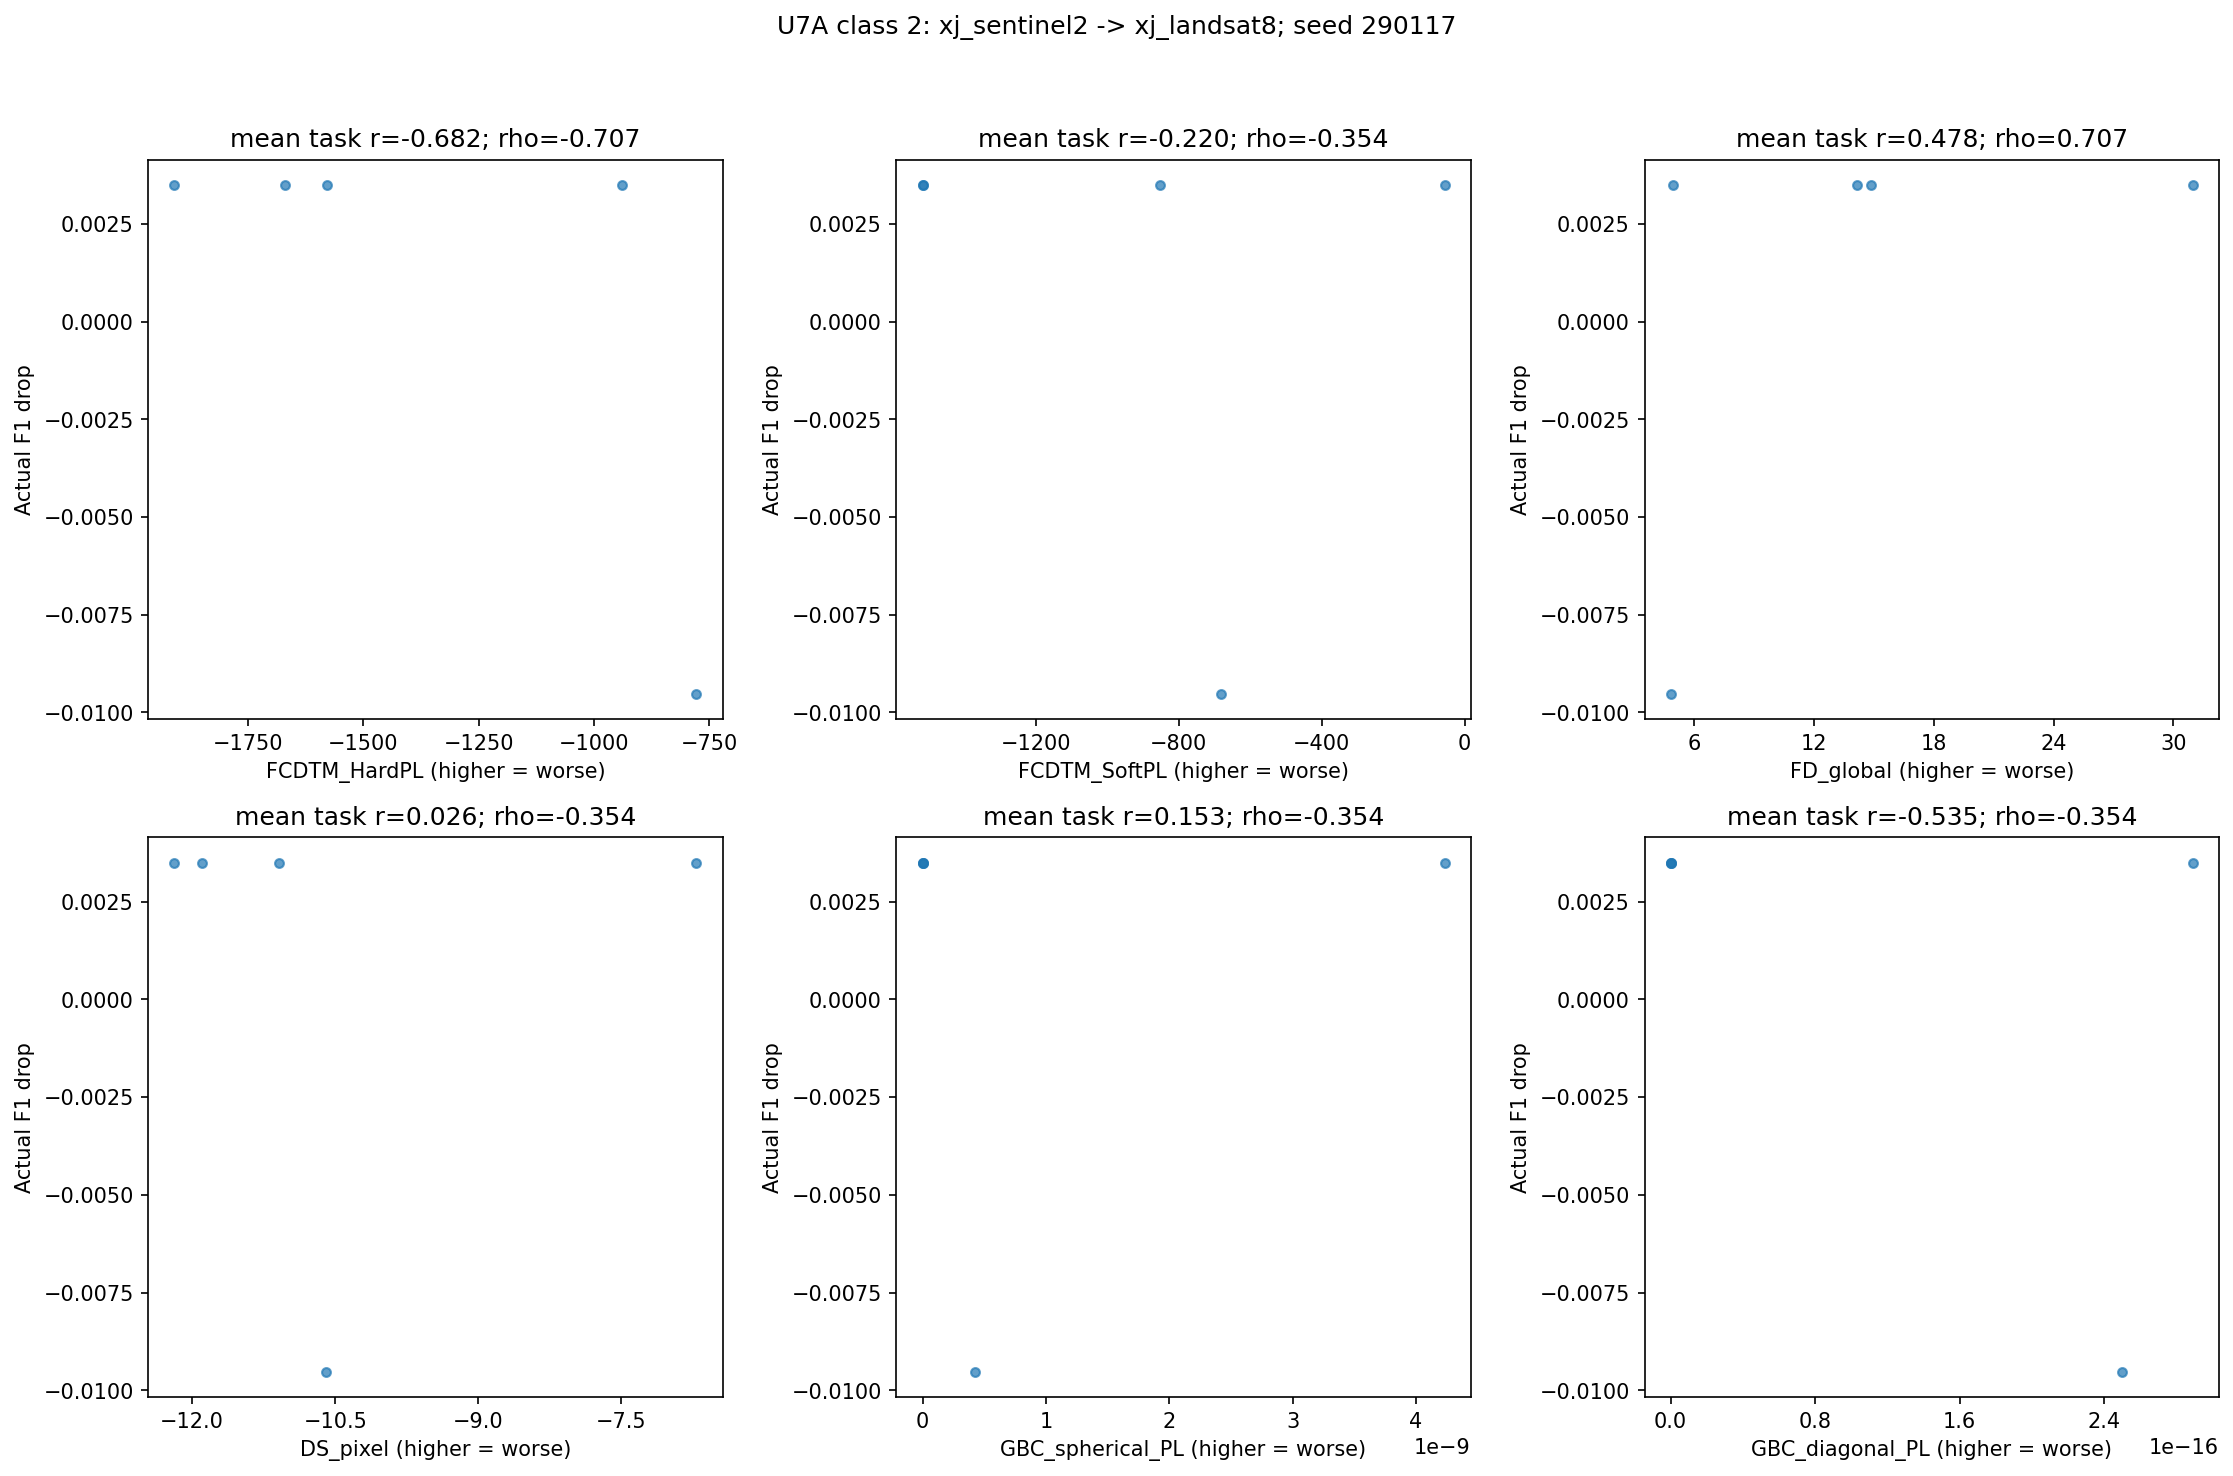 U7A class 2: xj_sentinel2 -> xj_landsat8; seed 290117
mean task r=-0.682; rho=-0.707
mean task r=-0.220; rho=-0.354
mean task r=0.478; rho=0.707
Actual F1 drop
0.0025
0.0000
−0.0025
−0.0050
−0.0075
−0.0100
−1750 −1500 −1250 −1000 −750
FCDTM_HardPL (higher = worse)
Actual F1 drop
0.0025
0.0000
−0.0025
−0.0050
−0.0075
−0.0100
−1200 −800 −400 0
FCDTM_SoftPL (higher = worse)
Actual F1 drop
0.0025
0.0000
−0.0025
−0.0050
−0.0075
−0.0100
6 12 18 24 30
FD_global (higher = worse)
mean task r=0.026; rho=-0.354
mean task r=0.153; rho=-0.354
mean task r=-0.535; rho=-0.354
Actual F1 drop
0.0025
0.0000
−0.0025
−0.0050
−0.0075
−0.0100
−12.0 −10.5 −9.0 −7.5
DS_pixel (higher = worse)
Actual F1 drop
0.0025
0.0000
−0.0025
−0.0050
−0.0075
−0.0100
0 1 2 3 4
GBC_spherical_PL (higher = worse)
1e−9
Actual F1 drop
0.0025
0.0000
−0.0025
−0.0050
−0.0075
−0.0100
0.0 0.8 1.6 2.4
GBC_diagonal_PL (higher = worse)
1e−16